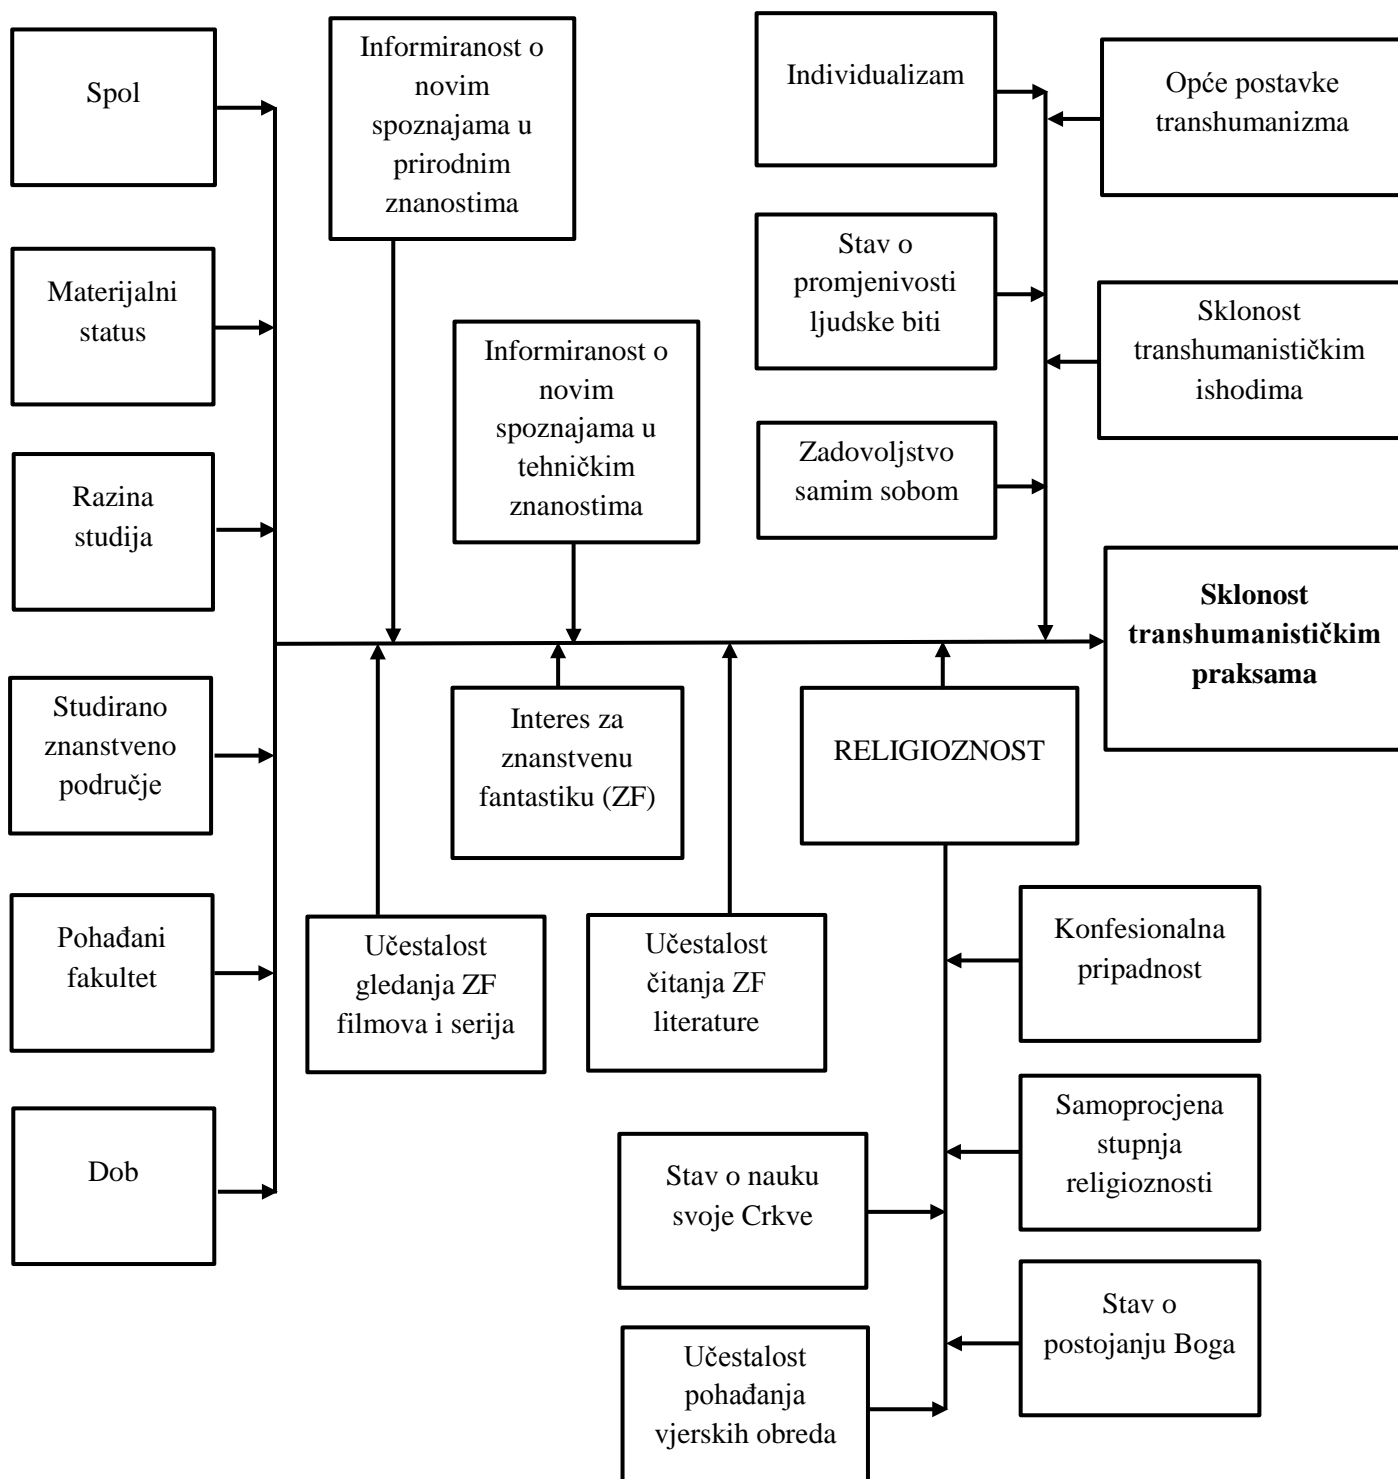 Spol
Informiranost o
novim
spoznajama u
prirodnim
znanostima
Individualizam
Opće postavke
transhumanizma
Materijalni
status
Stav o
promjenivosti
ljudske biti
Sklonost
transhumanističkim
ishodima
Informiranost o
novim
spoznajama u
tehničkim
znanostima
Zadovoljstvo
samim sobom
Razina
studija
Sklonost
transhumanističkim
praksama
Studirano
znanstveno
područje
Interes za
znanstvenu
fantastiku (ZF)
RELIGIOZNOST
Pohađani
fakultet
Učestalost
gledanja ZF
filmova i serija
Učestalost
čitanja ZF
literature
Konfesionalna
pripadnost
Dob
Samoprocjena
stupnja
religioznosti
Stav o nauku
svoje Crkve
Stav o
postojanju Boga
Učestalost
pohađanja
vjerskih obreda